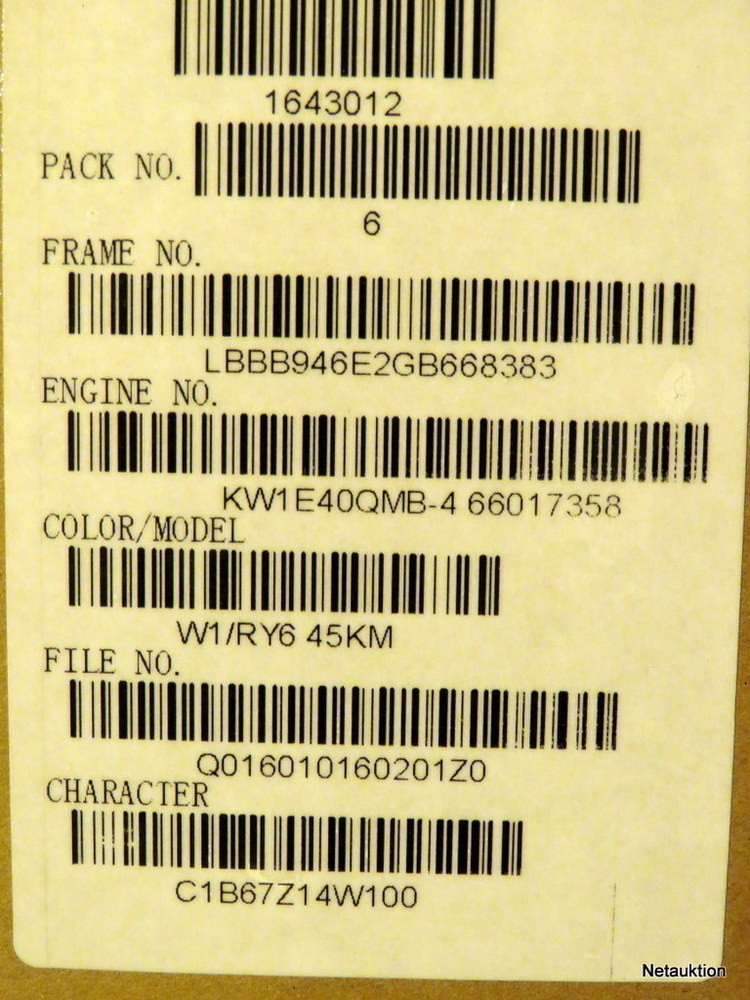 1643012
PACK NO.
6
FRAME NO.
LBBB946E2GB668383
ENGINE NO.
KW1E40QMB-4 66017358
COLOR/MODEL
W1/RY6 45KM
FILE NO.
Q016010160201Z0
CHARACTER
C1B67Z14W100
Netauktion